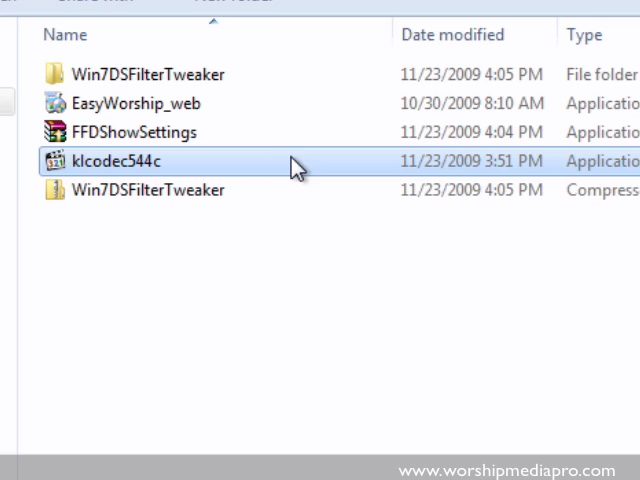 Name Date modified Type
Win7DSFilterTweaker 11/23/2009 4:05 PM File folder
EasyWorship_web 10/30/2009 8:10 AM Applicatio
FFDShowSettings 11/23/2009 4:04 PM Applicatio
klcodec544c 11/23/2009 3:51 PM Applicatio
Win7DSFilterTweaker 11/23/2009 4:05 PM Compress
www.worshipmediapro.com